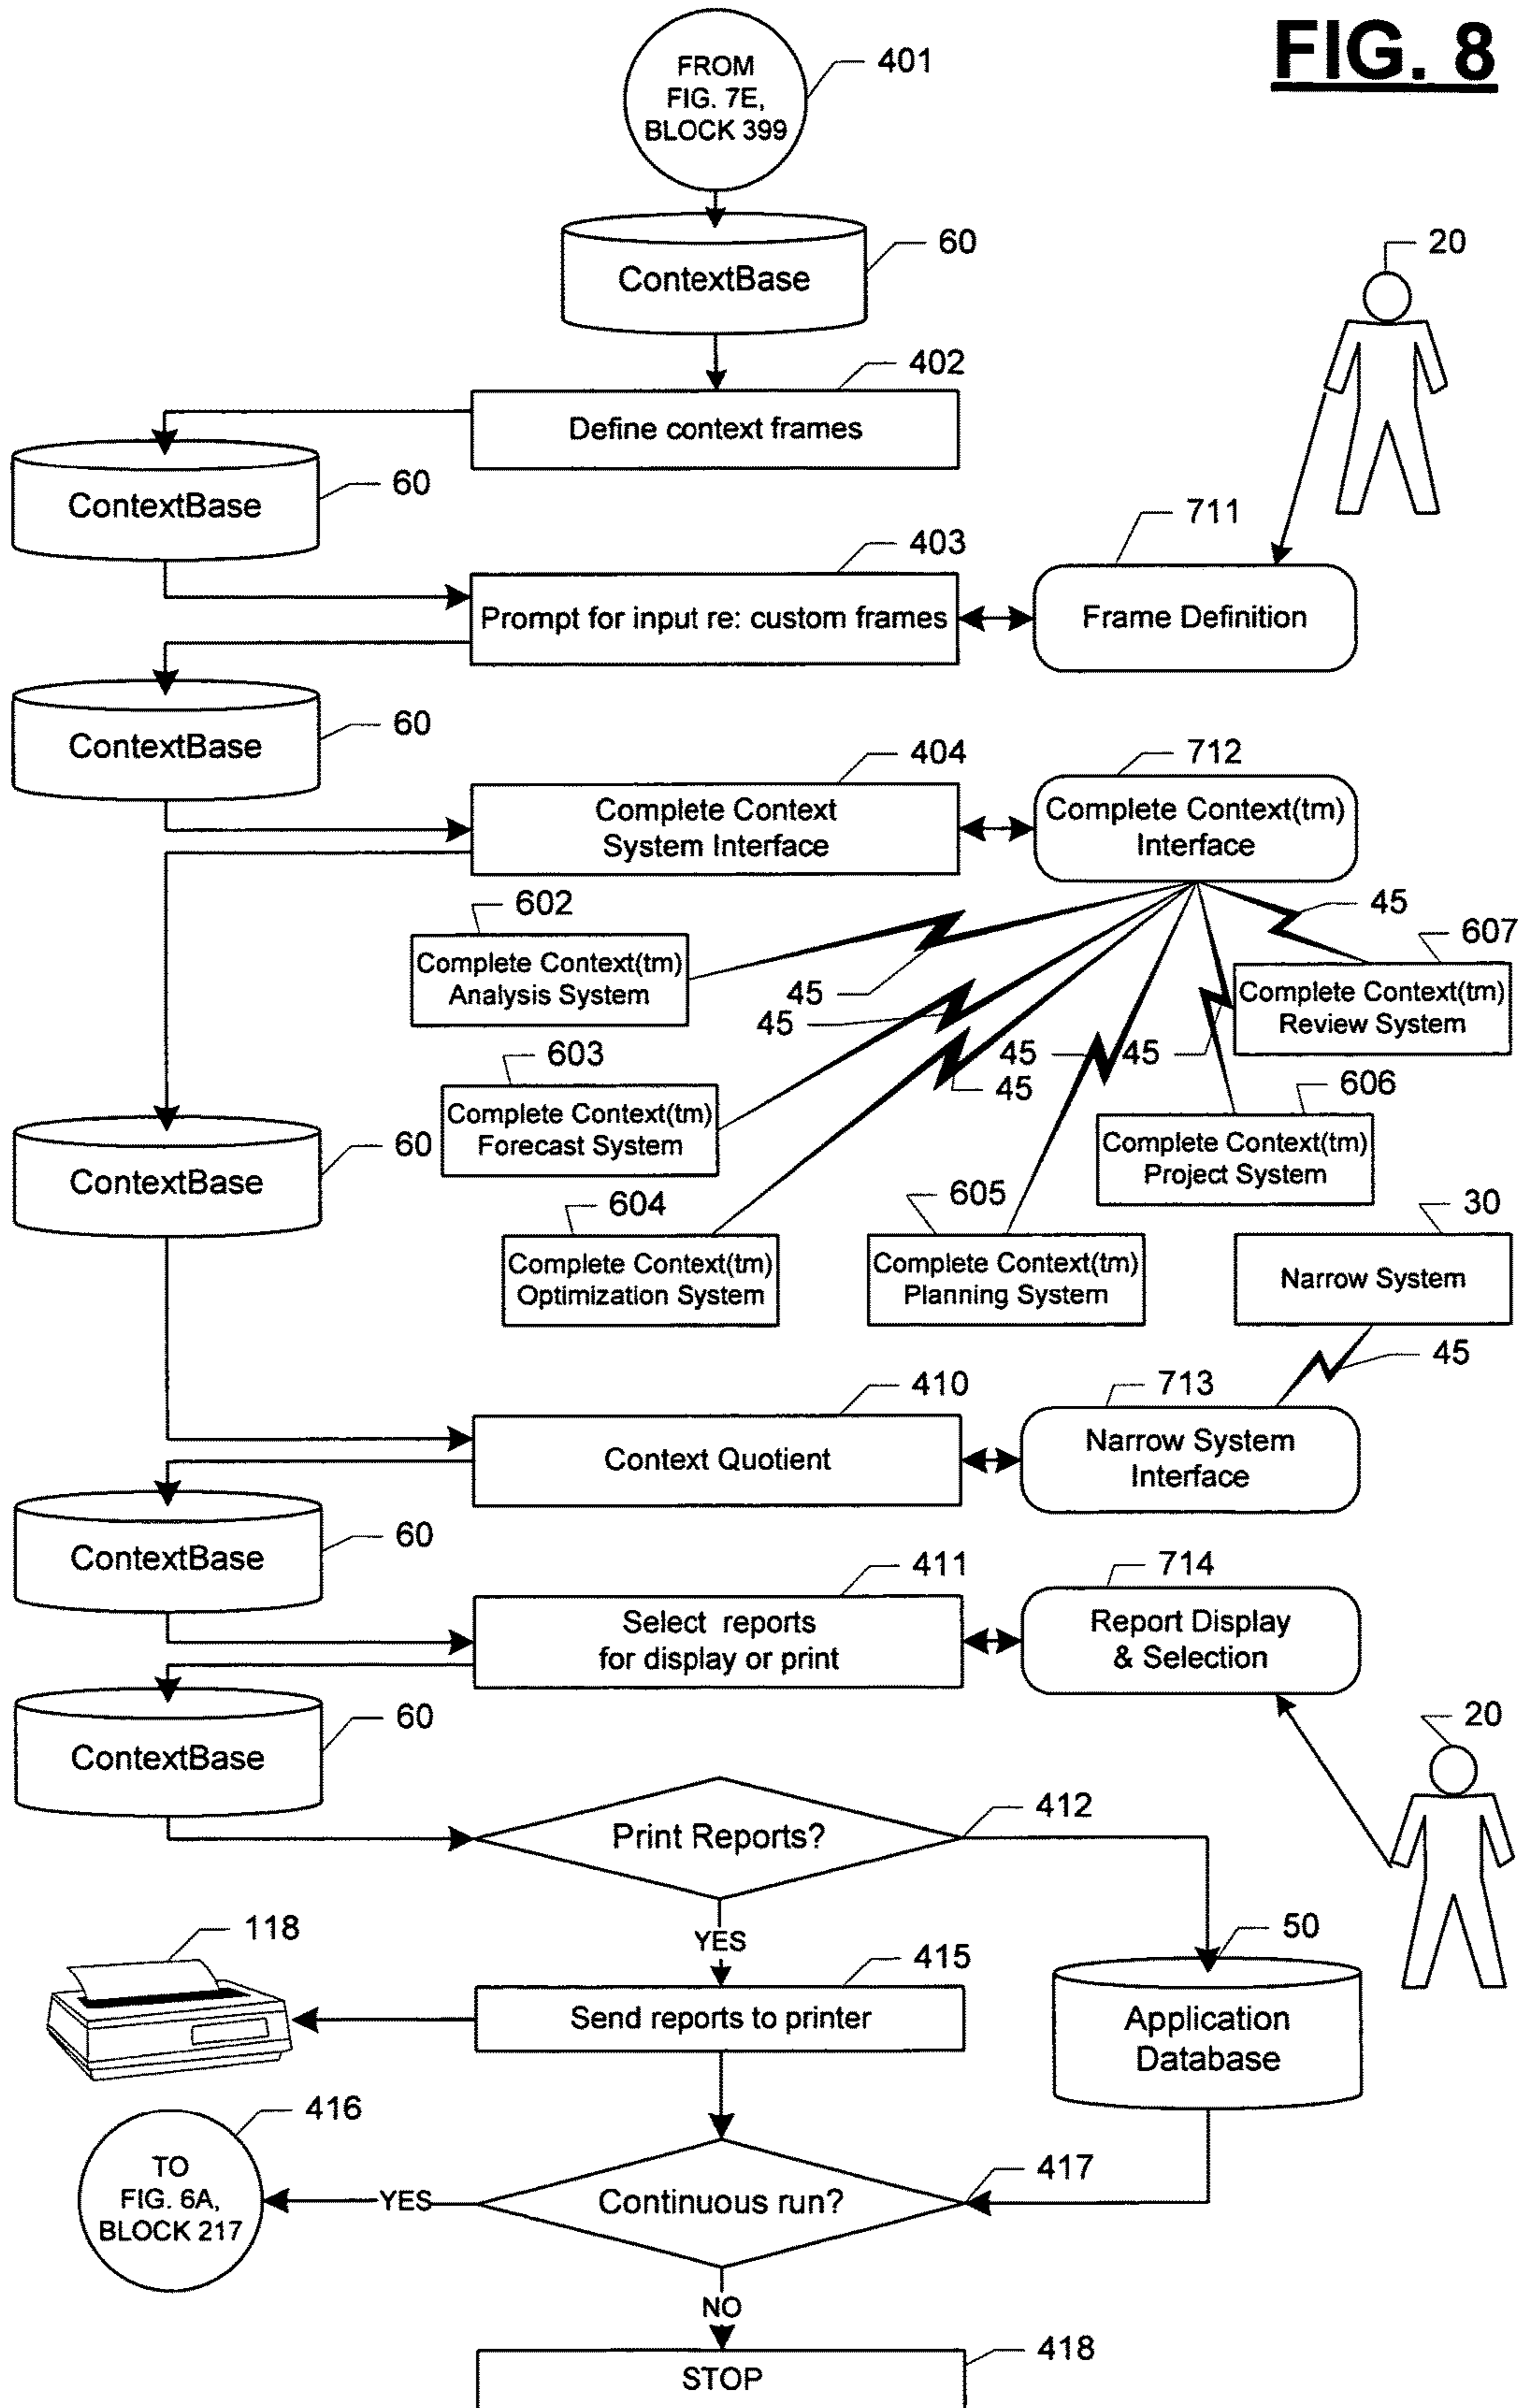 FIG. 8
FROM
FIG. 7E,
BLOCK 399
401
ContextBase
60
20
402
Define context frames
ContextBase
60
711
403
Prompt for input re: custom frames
Frame Definition
ContextBase
60
404
712
Complete Context
System Interface
Complete Context(tm)
Interface
602
Complete Context(tm)
Analysis System
45
607
Complete Context(tm)
Review System
45
45
603
45
45
45
Complete Context(tm)
Forecast System
606
Complete Context(tm)
Project System
ContextBase
60
604
Complete Context(tm)
Optimization System
605
Complete Context(tm)
Planning System
30
Narrow System
45
410
713
Context Quotient
Narrow System
Interface
ContextBase
60
411
714
Select reports
for display or print
Report Display
& Selection
ContextBase
60
20
412
Print Reports?
YES
118
50
415
Send reports to printer
Application
Database
416
TO
FIG. 6A,
BLOCK 217
YES
Continuous run?
417
NO
STOP
418